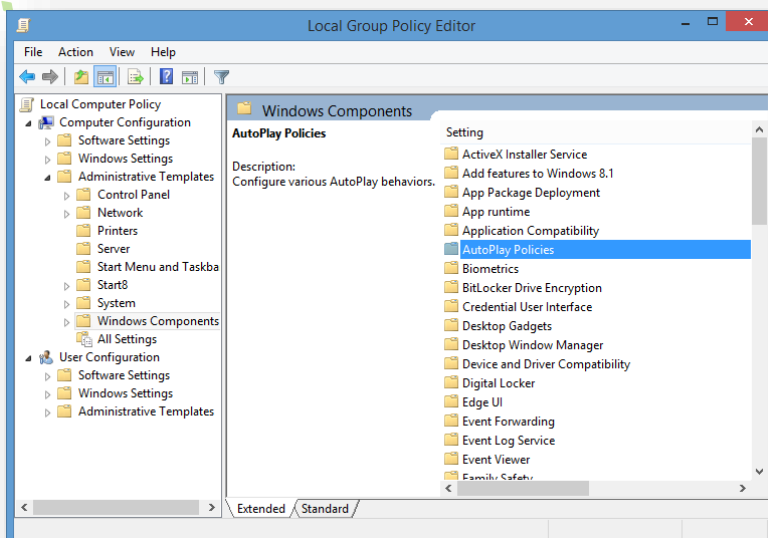 Local Group Policy Editor
File Action View Help
Local Computer Policy
Computer Configuration
Software Settings
Windows Settings
Administrative Templates
Control Panel
Network
Printers
Server
Start Menu and Taskba
Start8
System
Windows Components
All Settings
User Configuration
Software Settings
Windows Settings
Administrative Templates
Windows Components
AutoPlay Policies
Description:
Configure various AutoPlay behaviors.
Setting
ActiveX Installer Service
Add features to Windows 8.1
App Package Deployment
App runtime
Application Compatibility
AutoPlay Policies
Biometrics
BitLocker Drive Encryption
Credential User Interface
Desktop Gadgets
Desktop Window Manager
Device and Driver Compatibility
Digital Locker
Edge UI
Event Forwarding
Event Log Service
Event Viewer
Family Safety
Extended Standard